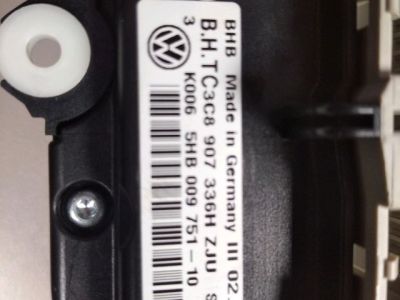 BHB Made in Germany III 02
B.H.TC3C8 907 336H ZJU
3
K006 5HB 009 751-10